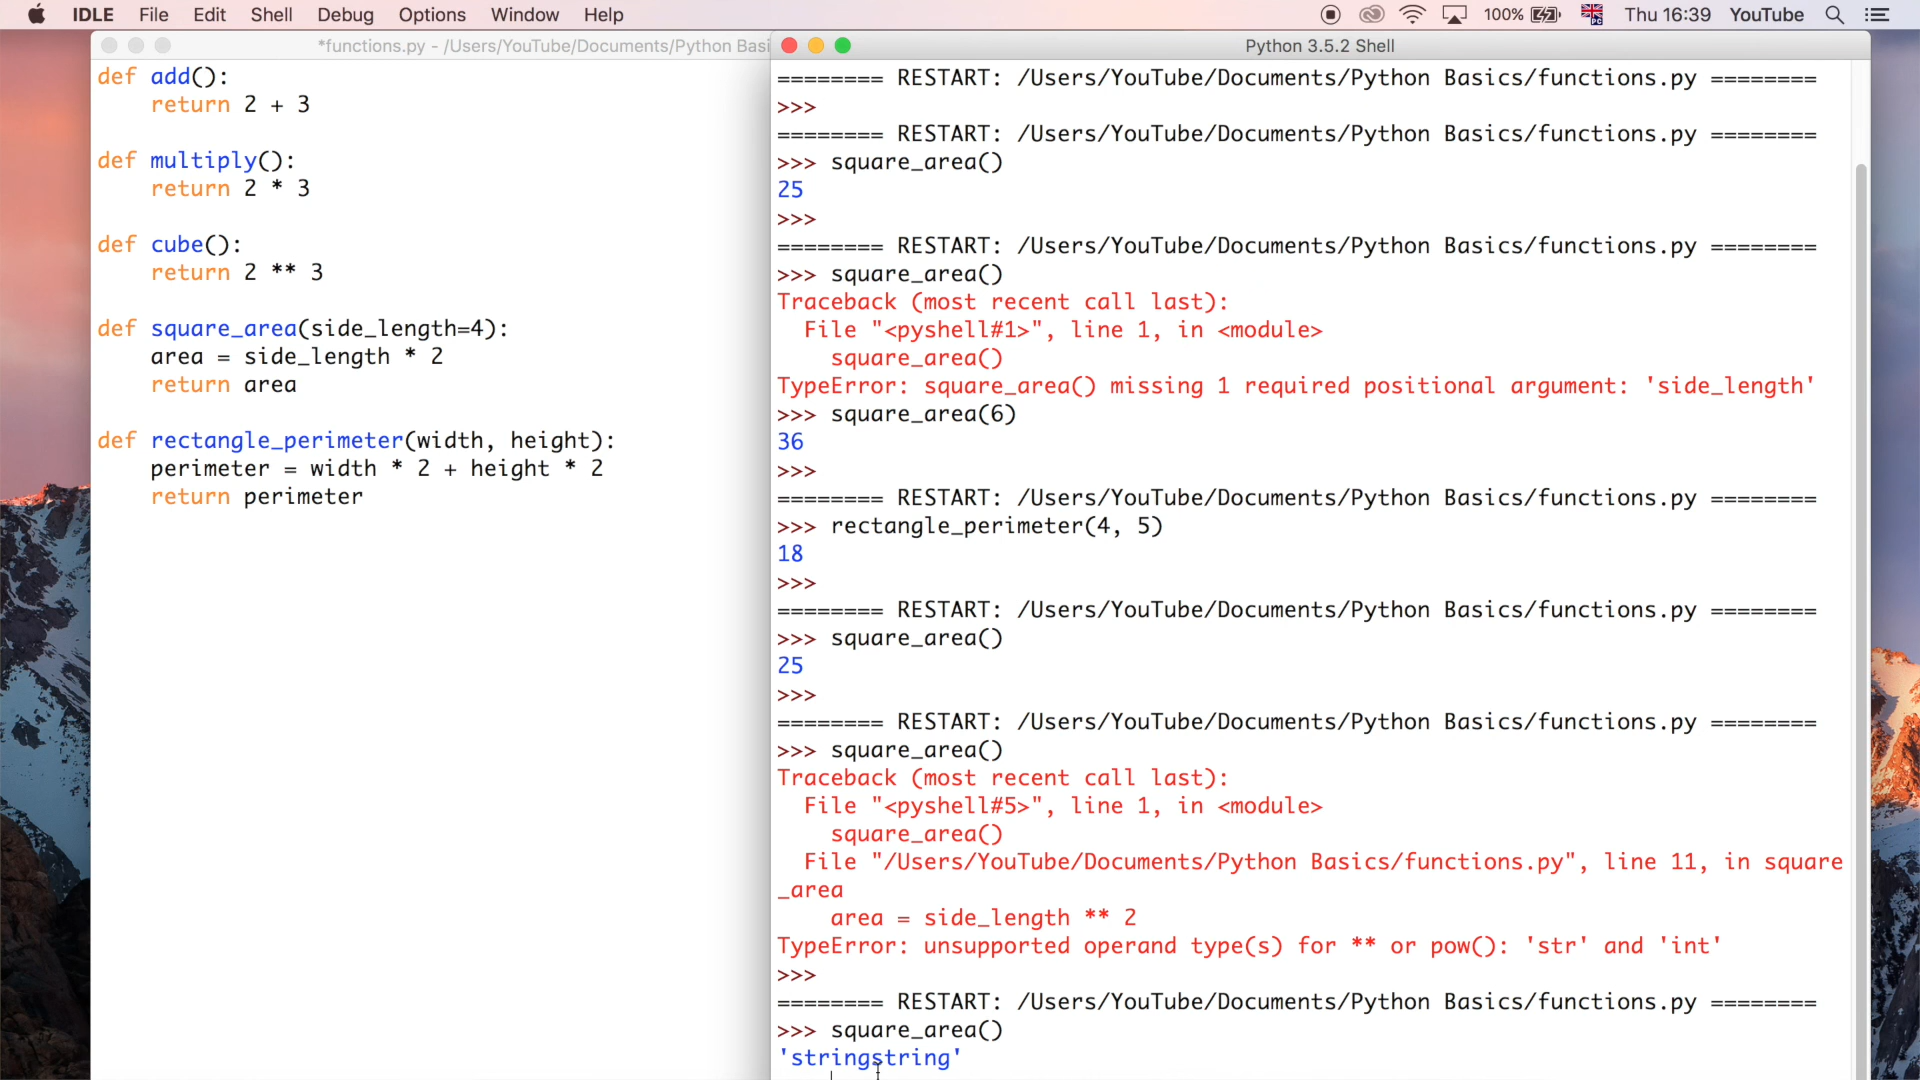 IDLE File Edit Shell Debug Options Window Help 100% Thu 16:39 YouTube
*functions.py - /Users/YouTube/Documents/Python Basi
def add():
    return 2 + 3
def multiply():
    return 2 * 3
def cube():
    return 2 ** 3
def square_area(side_length=4):
    area = side_length * 2
    return area
def rectangle_perimeter(width, height):
    perimeter = width * 2 + height * 2
    return perimeter
Python 3.5.2 Shell
======== RESTART: /Users/YouTube/Documents/Python Basics/functions.py ========
>>>
======== RESTART: /Users/YouTube/Documents/Python Basics/functions.py ========
>>> square_area()
25
>>>
======== RESTART: /Users/YouTube/Documents/Python Basics/functions.py ========
>>> square_area()
Traceback (most recent call last):
  File "<pyshell#1>", line 1, in <module>
    square_area()
TypeError: square_area() missing 1 required positional argument: 'side_length'
>>> square_area(6)
36
>>>
======== RESTART: /Users/YouTube/Documents/Python Basics/functions.py ========
>>> rectangle_perimeter(4, 5)
18
>>>
======== RESTART: /Users/YouTube/Documents/Python Basics/functions.py ========
>>> square_area()
25
>>>
======== RESTART: /Users/YouTube/Documents/Python Basics/functions.py ========
>>> square_area()
Traceback (most recent call last):
  File "<pyshell#5>", line 1, in <module>
    square_area()
  File "/Users/YouTube/Documents/Python Basics/functions.py", line 11, in square
_area
    area = side_length ** 2
TypeError: unsupported operand type(s) for ** or pow(): 'str' and 'int'
>>>
======== RESTART: /Users/YouTube/Documents/Python Basics/functions.py ========
>>> square_area()
'stringstring'